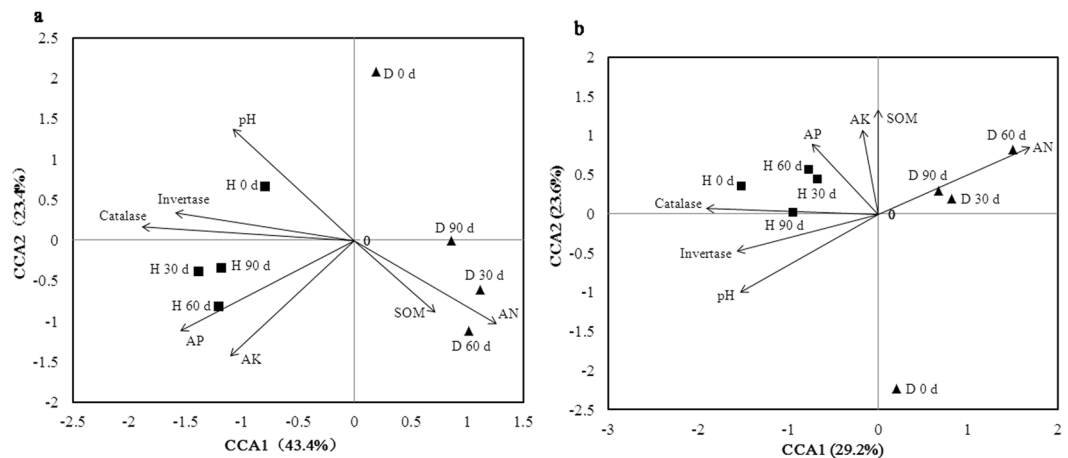 a
2.5
2
1.5
1
0.5
0
-0.5
-1
-1.5
-2
-2.5 -2 -1.5 -1 -0.5 0 0.5 1 1.5
CCA2 (23.4%)
CCA1 (43.4%)
D 0 d
pH
H 0 d
Invertase
Catalase
0
D 90 d
H 30 d
H 90 d
D 30 d
H 60 d
SOM
AN
AP
D 60 d
AK
b
2
1.5
1
0.5
0
-0.5
-1
-1.5
-2
-2.5
-3 -2 -1 0 1 2
CCA2 (23.6%)
CCA1 (29.2%)
AK
SOM
AP
D 60 d
AN
H 60 d
D 90 d
H 0 d
H 30 d
D 30 d
Catalase
0
H 90 d
Invertase
pH
D 0 d